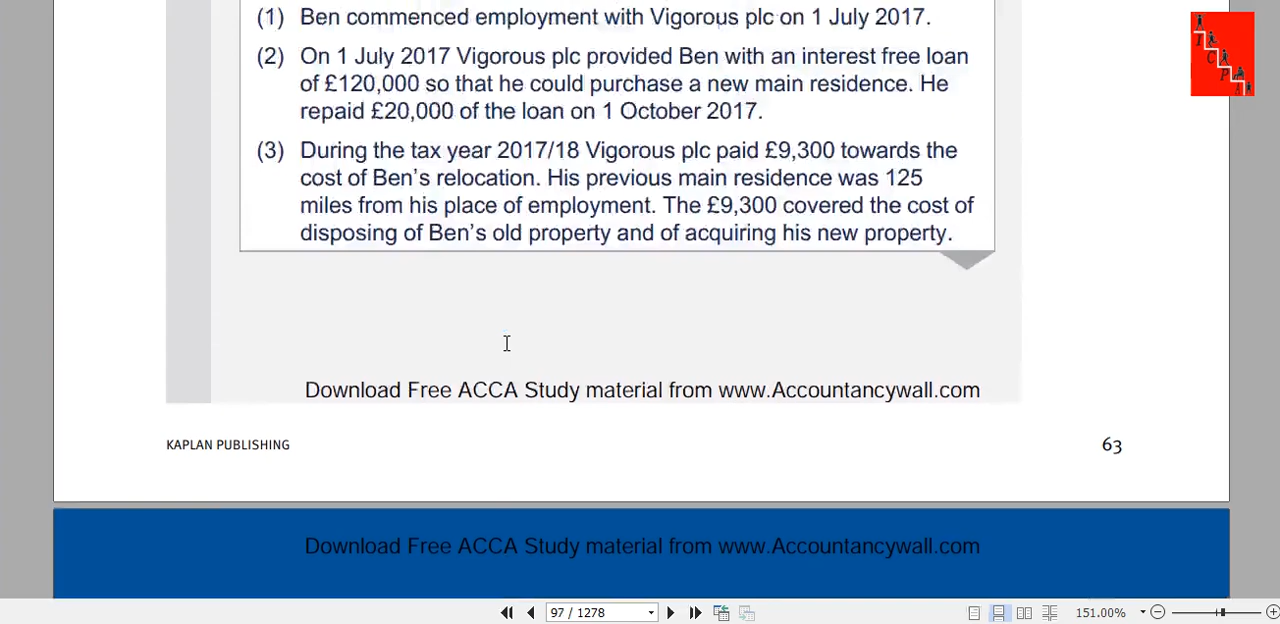 (1) Ben commenced employment with Vigorous plc on 1 July 2017.
(2) On 1 July 2017 Vigorous plc provided Ben with an interest free loan
of £120,000 so that he could purchase a new main residence. He
repaid £20,000 of the loan on 1 October 2017.
(3) During the tax year 2017/18 Vigorous plc paid £9,300 towards the
cost of Ben's relocation. His previous main residence was 125
miles from his place of employment. The £9,300 covered the cost of
disposing of Ben's old property and of acquiring his new property.
Download Free ACCA Study material from www.Accountancywall.com
KAPLAN PUBLISHING
63
Download Free ACCA Study material from www.Accountancywall.com
97 / 1278
151.00%
T
C
P
A